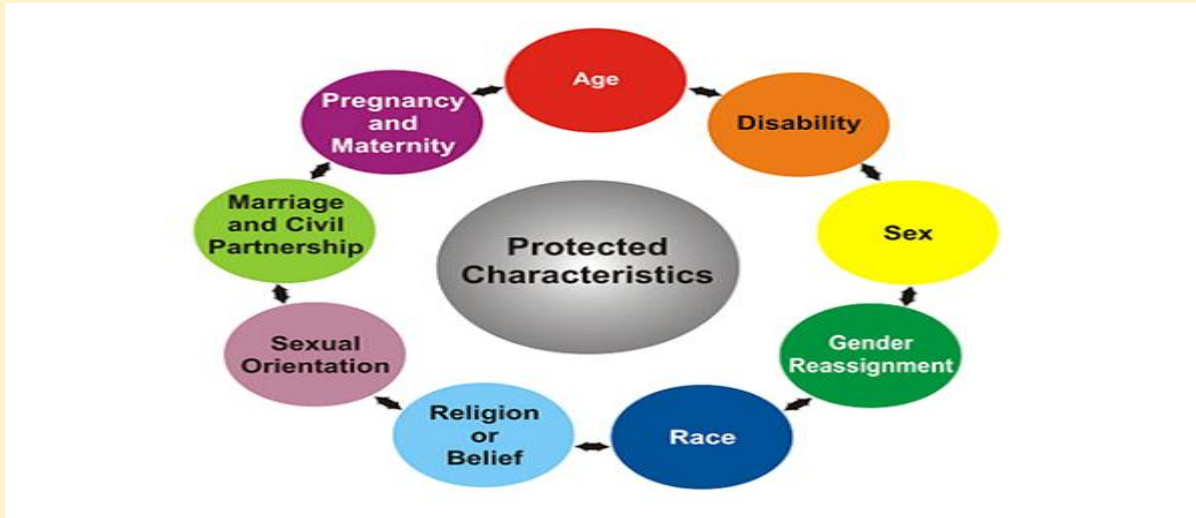 Protected
Characteristics
Age
Disability
Sex
Gender
Reassignment
Race
Religion
or
Belief
Sexual
Orientation
Marriage
and Civil
Partnership
Pregnancy
and
Maternity